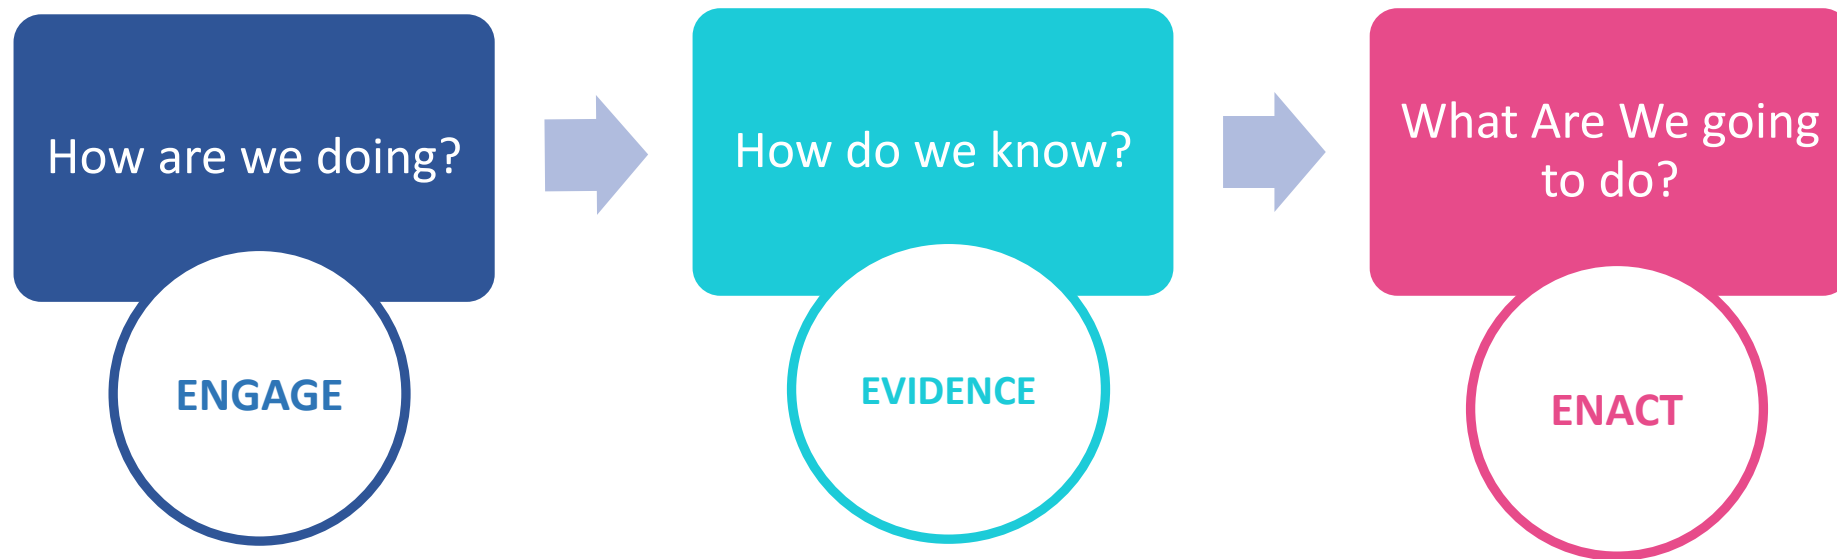 How are we doing?
How do we know?
What Are We going
to do?
ENGAGE
EVIDENCE
ENACT